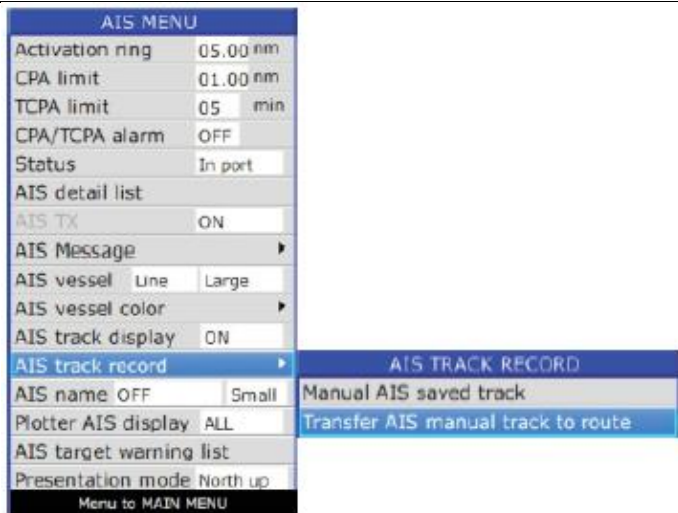 AIS MENU
Activation ring 05.00 nm
CPA limit 01.00 nm
TCPA limit 05 min
CPA/TCPA alarm OFF
Status In port
AIS detail list
AIS TX ON
AIS Message
AIS vessel Line Large
AIS vessel color
AIS track display ON
AIS track record
AIS TRACK RECORD
AIS name OFF Small
Manual AIS saved track
Plotter AIS display ALL
Transfer AIS manual track to route
AIS target warning list
Presentation mode North up
Menu to MAIN MENU